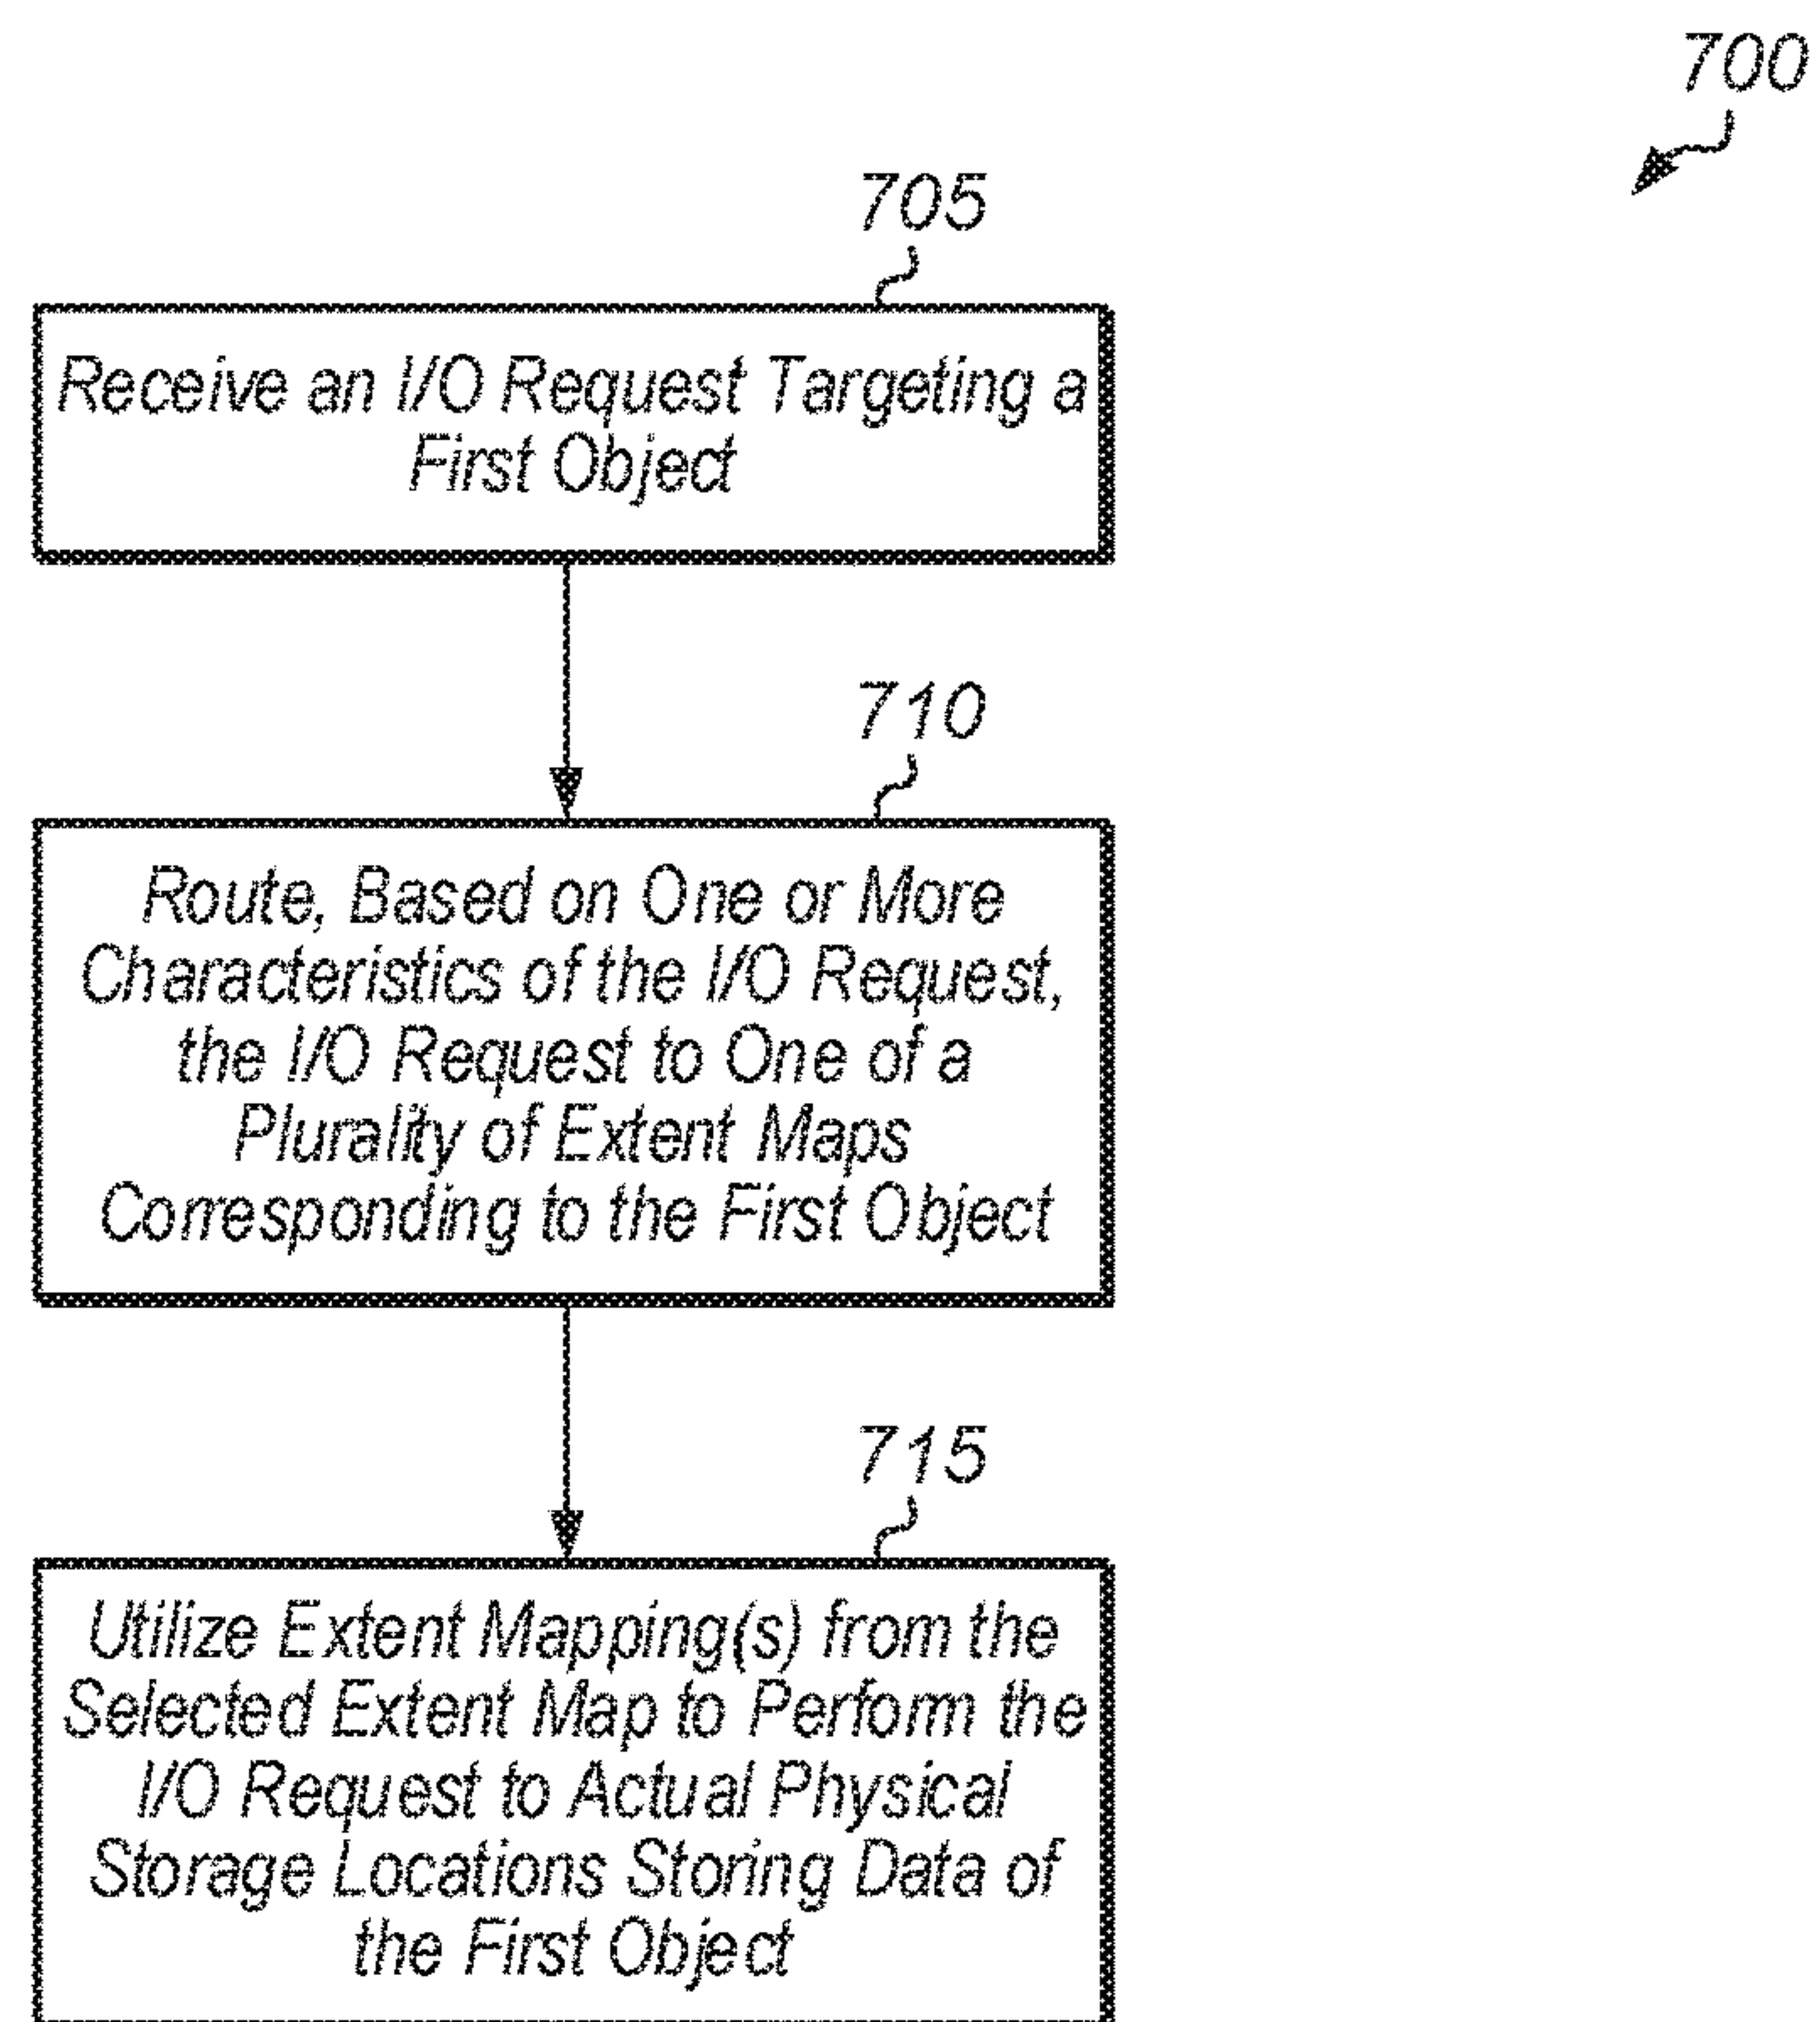 700
705
Receive an I/O Request Targeting a
First Object
710
Route, Based on One or More
Characteristics of the I/O Request,
the I/O Request to One of a
Plurality of Extent Maps
Corresponding to the First Object
715
Utilize Extent Mapping(s) from the
Selected Extent Map to Perform the
I/O Request to Actual Physical
Storage Locations Storing Data of
the First Object